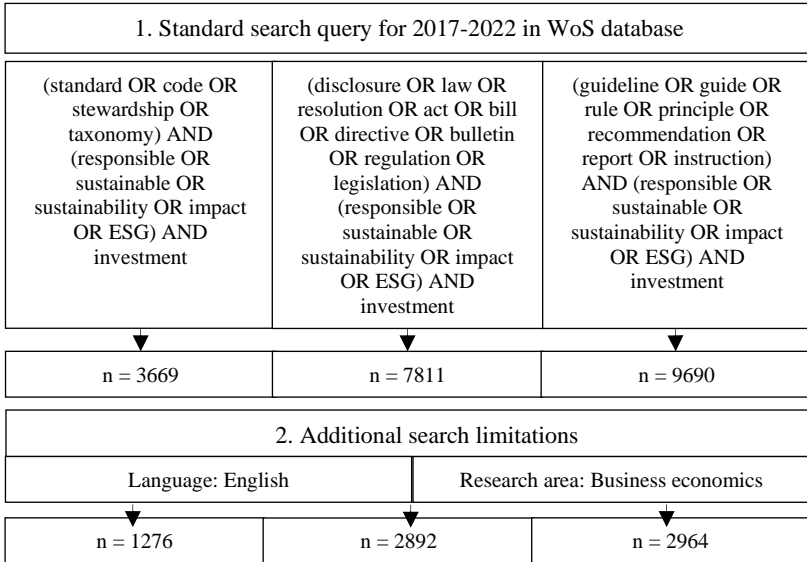 1. Standard search query for 2017-2022 in WoS database
(standard OR code OR
stewardship OR
taxonomy) AND
(responsible OR
sustainable OR
sustainability OR impact
OR ESG) AND
investment
(disclosure OR law OR
resolution OR act OR bill
OR directive OR bulletin
OR regulation OR
legislation) AND
(responsible OR
sustainable OR
sustainability OR impact
OR ESG) AND
investment
(guideline OR guide OR
rule OR principle OR
recommendation OR
report OR instruction)
AND (responsible OR
sustainable OR
sustainability OR impact
OR ESG) AND
investment
n = 3669
n = 7811
n = 9690
2. Additional search limitations
Language: English
Research area: Business economics
n = 1276
n = 2892
n = 2964